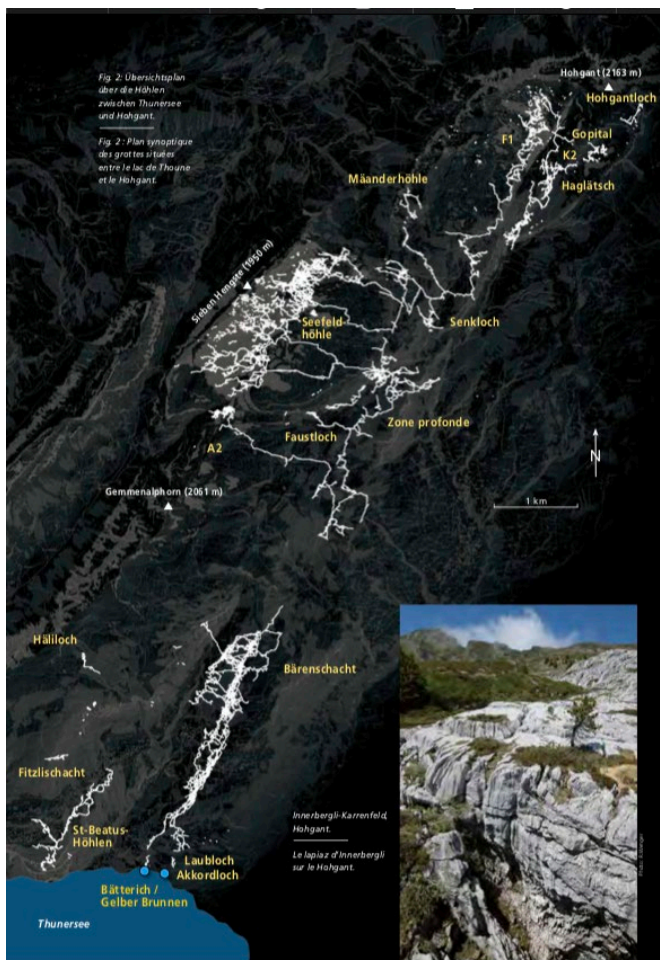 Fig. 2: Übersichtsplan
über die Höhlen
zwischen Thunersee
und Hohgant.
Fig. 2 : Plan synoptique
des grottes situées
entre le lac de Thoune
et le Hohgant.
Hohgant (2163 m)
Hohgantloch
F1
Gopital
K2
Haglätsch
Mäanderhöhle
Sieben Hengste (1950 m)
Seefeld-
höhle
Senkloch
Zone profonde
Faustloch
A2
N
1 km
Gemmenalphorn (2061 m)
Häliloch
Bärenschacht
Fitzlischacht
St-Beatus-
Höhlen
Laubloch
Akkordloch
Bätterich /
Gelber Brunnen
Thunersee
Innerbergli-Karrenfeld,
Hohgant.
Le lapiaz d'Innerbergli
sur le Hohgant.